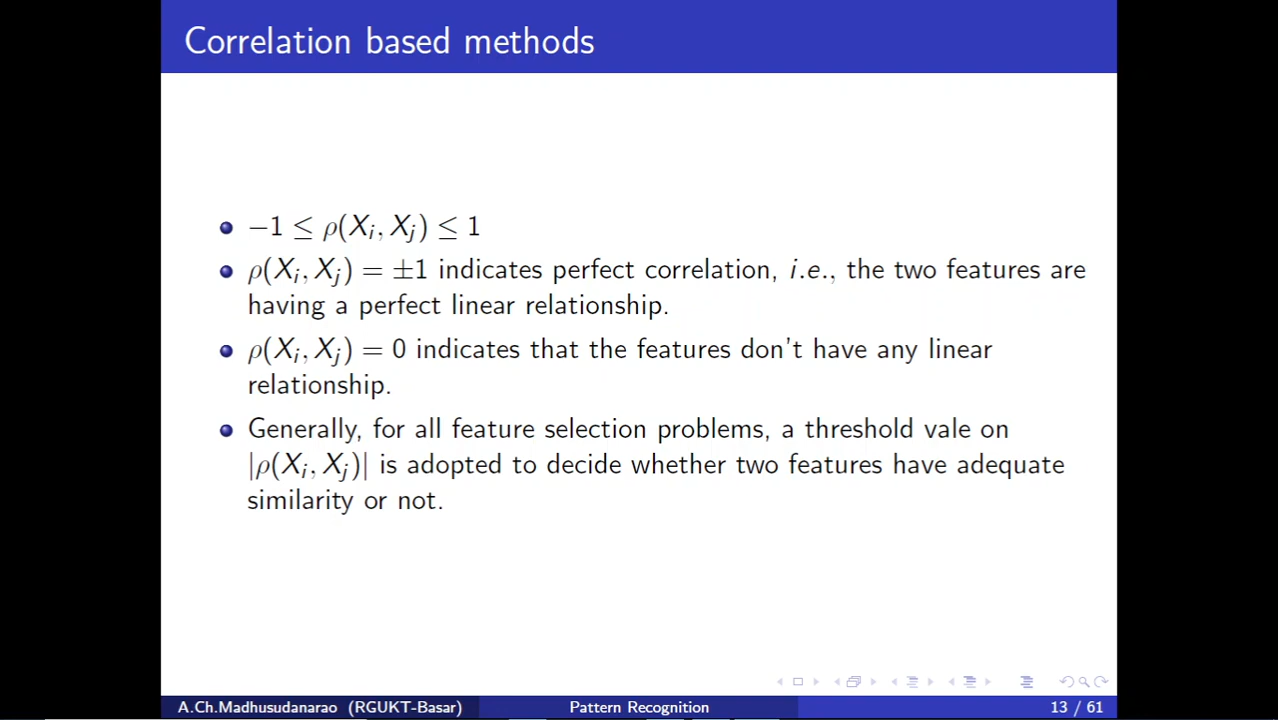 Correlation based methods
−1 ≤ ρ(Xᵢ, Xⱼ) ≤ 1
ρ(Xᵢ, Xⱼ) = ±1 indicates perfect correlation, i.e., the two features are
having a perfect linear relationship.
ρ(Xᵢ, Xⱼ) = 0 indicates that the features don't have any linear
relationship.
Generally, for all feature selection problems, a threshold vale on
|ρ(Xᵢ, Xⱼ)| is adopted to decide whether two features have adequate
similarity or not.
A.Ch.Madhusudanarao (RGUKT-Basar) Pattern Recognition 13 / 61